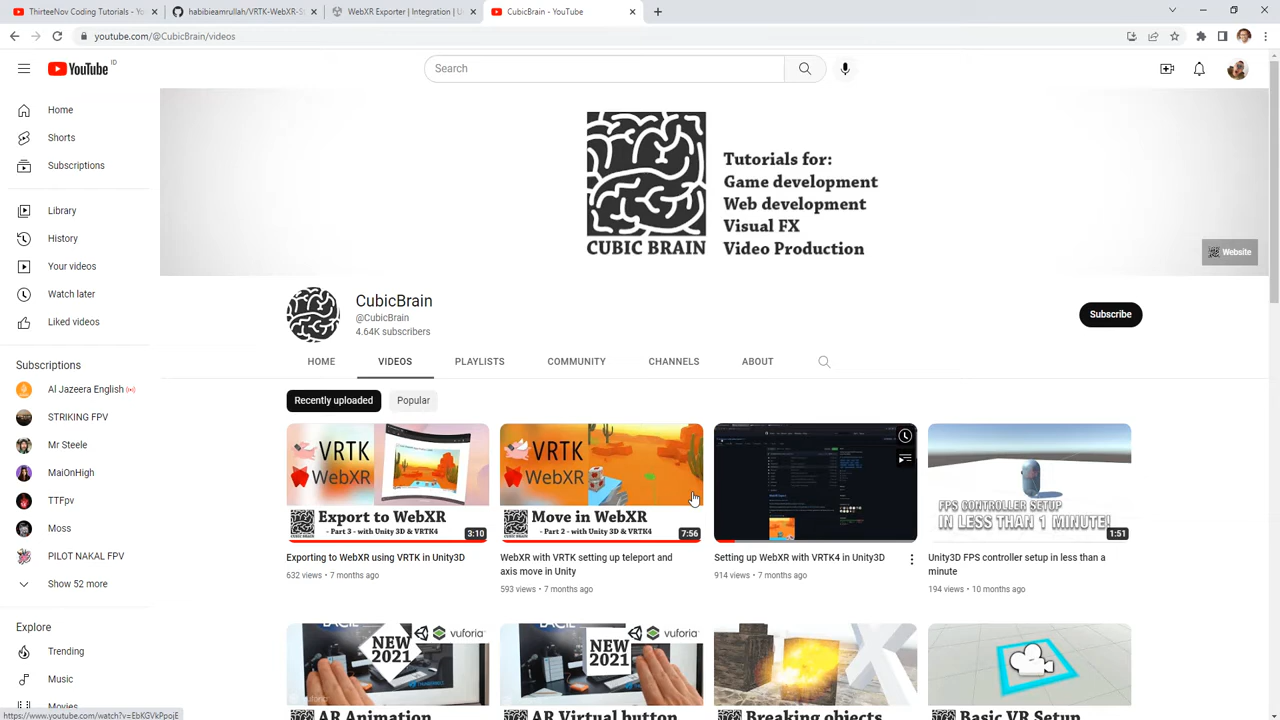 ThirteeNov Coding Tutorials - Yo
habibieamrullah/VRTK-WebXR-S
WebXR Exporter | Integration | U
CubicBrain - YouTube
youtube.com/@CubicBrain/videos
YouTube ID
Search
Home
Shorts
Subscriptions
Library
History
Your videos
Watch later
Liked videos
Subscriptions
Al Jazeera English
STRIKING FPV
TTFox
Moss
PILOT NAKAL FPV
Show 52 more
Explore
Trending
Music
Movies
CUBIC BRAIN
Tutorials for:
Game development
Web development
Visual FX
Video Production
Website
CubicBrain
@CubicBrain
4.64K subscribers
Subscribe
HOME
VIDEOS
PLAYLISTS
COMMUNITY
CHANNELS
ABOUT
Recently uploaded
Popular
VRTK
WebXR
Export to WebXR
- Part 3 - with Unity 3D & VRTK4 -
3:10
Exporting to WebXR using VRTK in Unity3D
632 views • 7 months ago
VRTK
WebXR
Move in WebXR
- Part 2 - with Unity 3D & VRTK4 -
7:56
WebXR with VRTK setting up teleport and
axis move in Unity
593 views • 7 months ago
Setting up WebXR with VRTK4 in Unity3D
914 views • 7 months ago
FPS CONTROLLER SETUP
IN LESS THAN 1 MINUTE!
1:51
Unity3D FPS controller setup in less than a
minute
194 views • 10 months ago
NEW
2021
vuforia
AR Animation
NEW
2021
vuforia
AR Virtual button
Breaking objects
Basic VR Setup
https://www.youtube.com/watch?v=EbKGVkPpojE